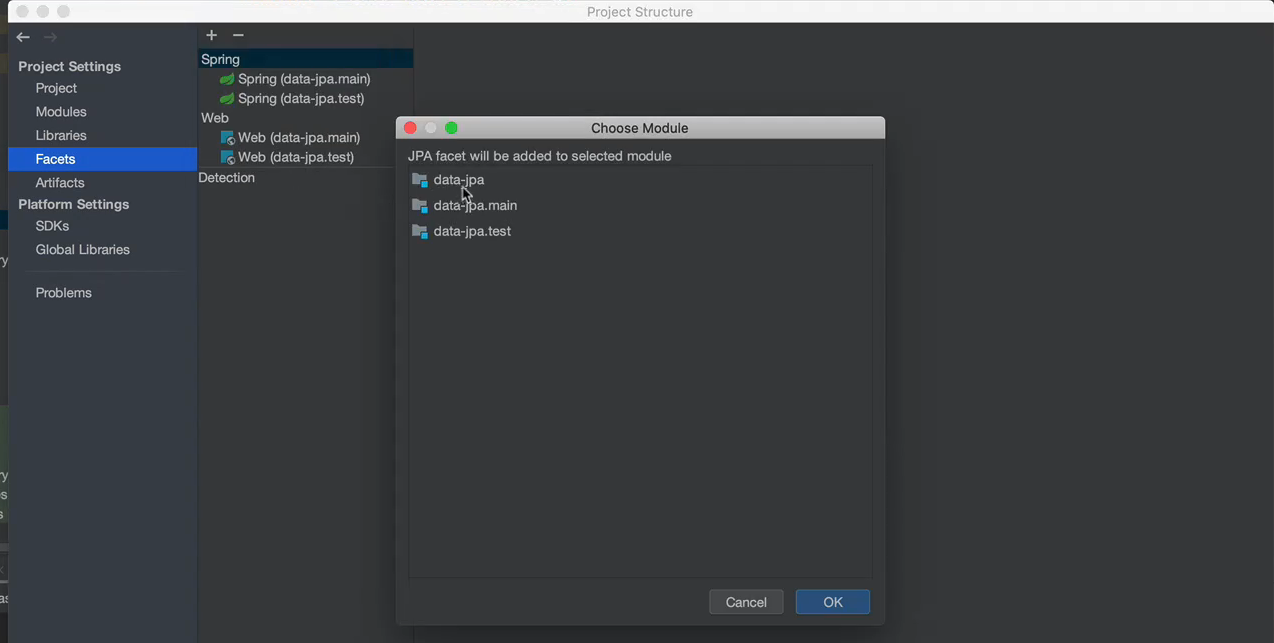 Project Structure
Project Settings
Project
Modules
Libraries
Facets
Artifacts
Platform Settings
SDKs
Global Libraries
Problems
Spring
Spring (data-jpa.main)
Spring (data-jpa.test)
Web
Web (data-jpa.main)
Web (data-jpa.test)
Detection
Choose Module
JPA facet will be added to selected module
data-jpa
data-jpa.main
data-jpa.test
Cancel OK